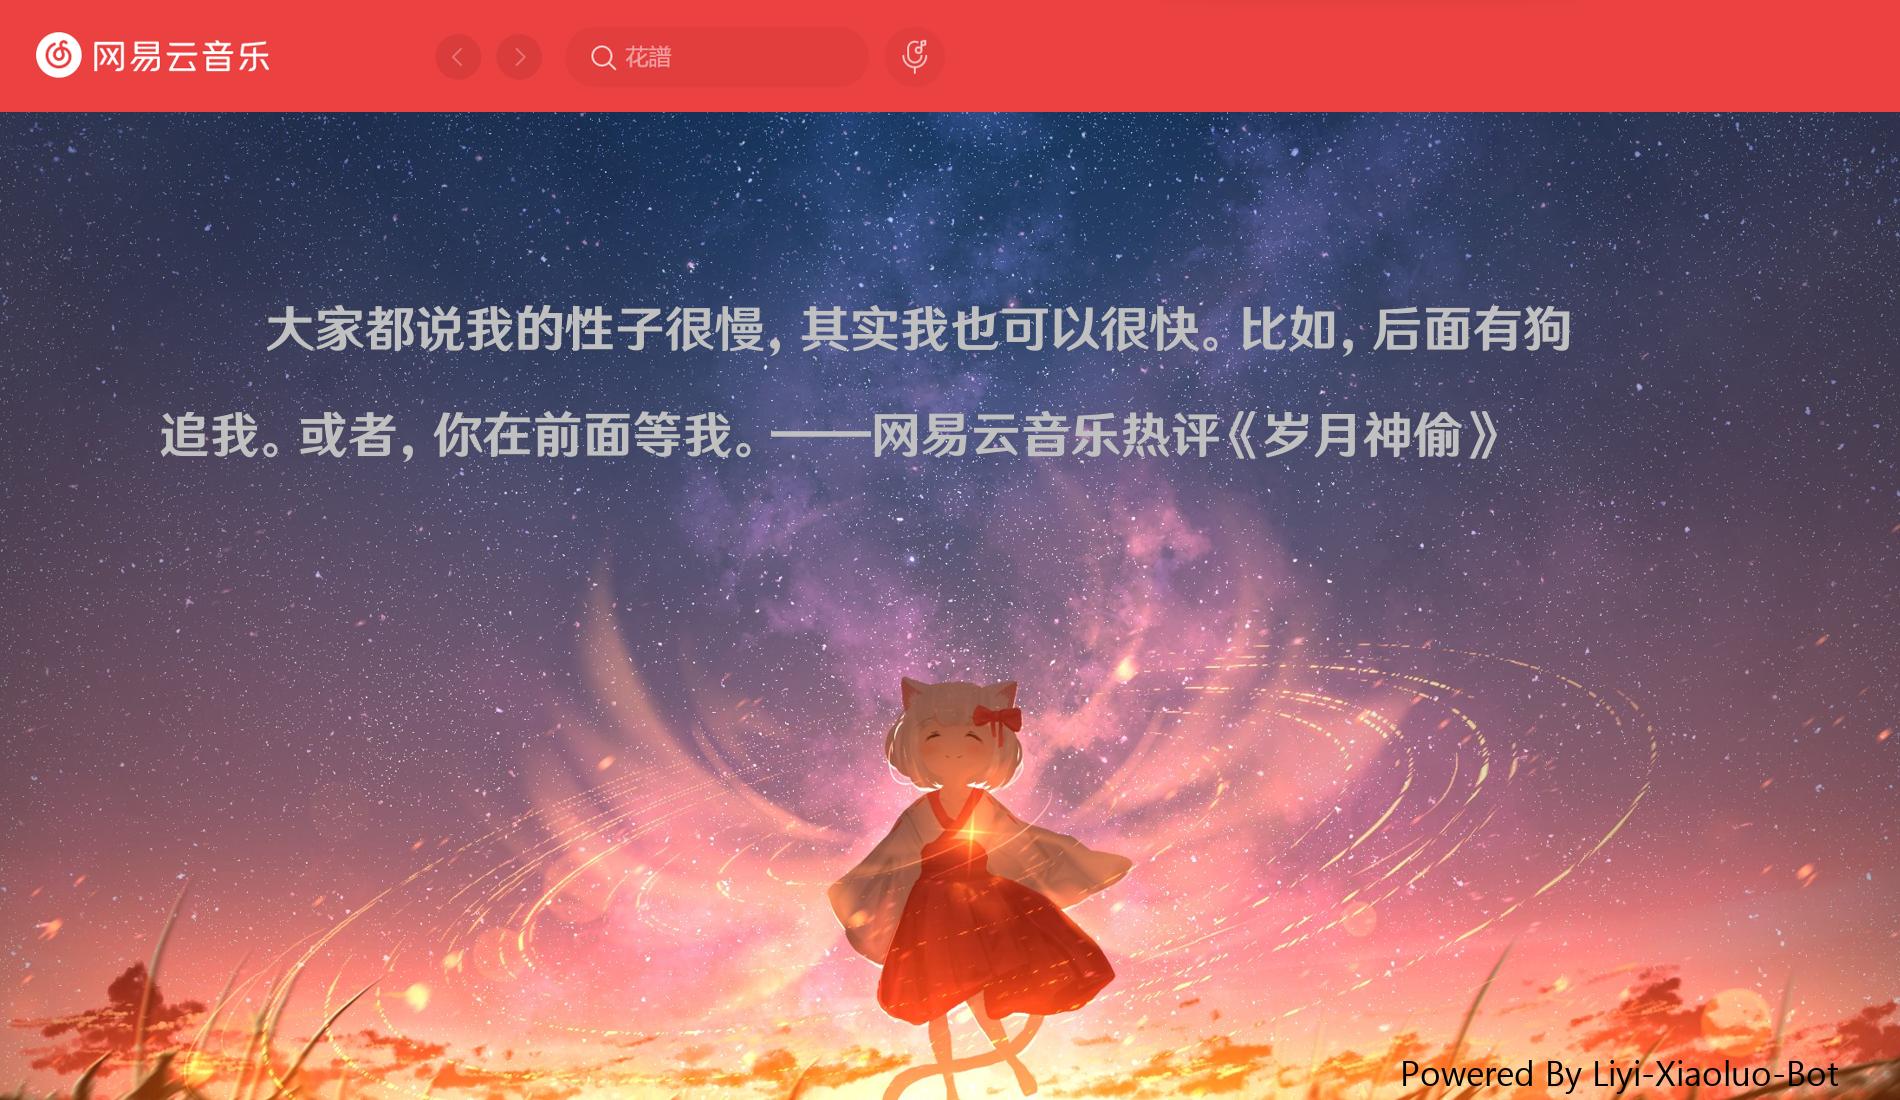 网易云音乐
花譜
大家都说我的性子很慢，其实我也可以很快。比如，后面有狗
追我。或者，你在前面等我。——网易云音乐热评《岁月神偷》
Powered By Liyi-Xiaoluo-Bot